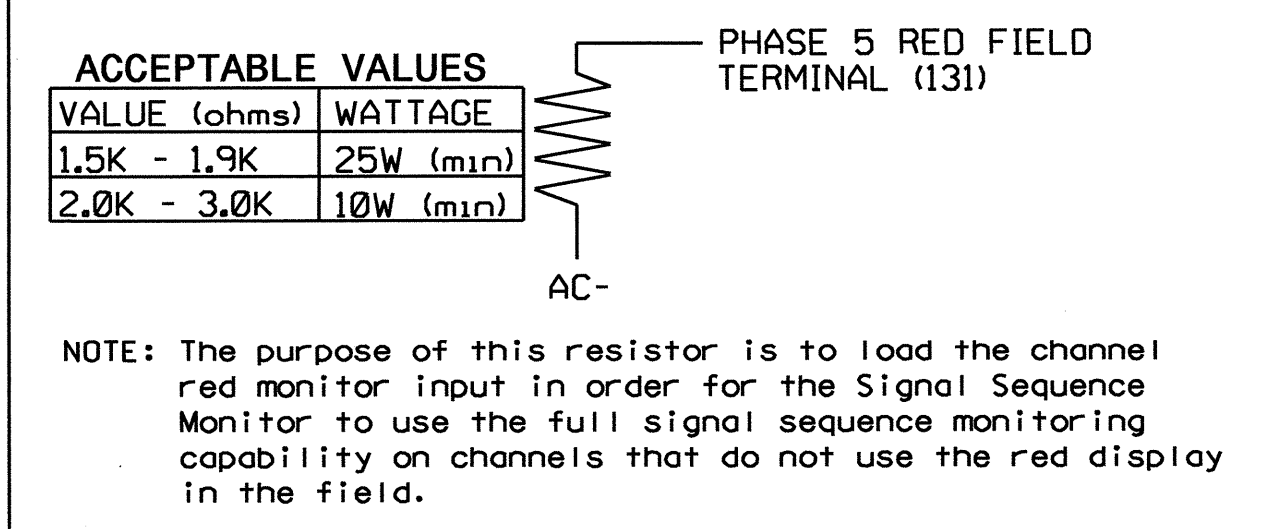 ACCEPTABLE VALUES
VALUE (ohms) WATTAGE
1.5K - 1.9K 25W (min)
2.0K - 3.0K 10W (min)
PHASE 5 RED FIELD
TERMINAL (131)
AC-
NOTE: The purpose of this resistor is to load the channel
red monitor input in order for the Signal Sequence
Monitor to use the full signal sequence monitoring
capability on channels that do not use the red display
in the field.